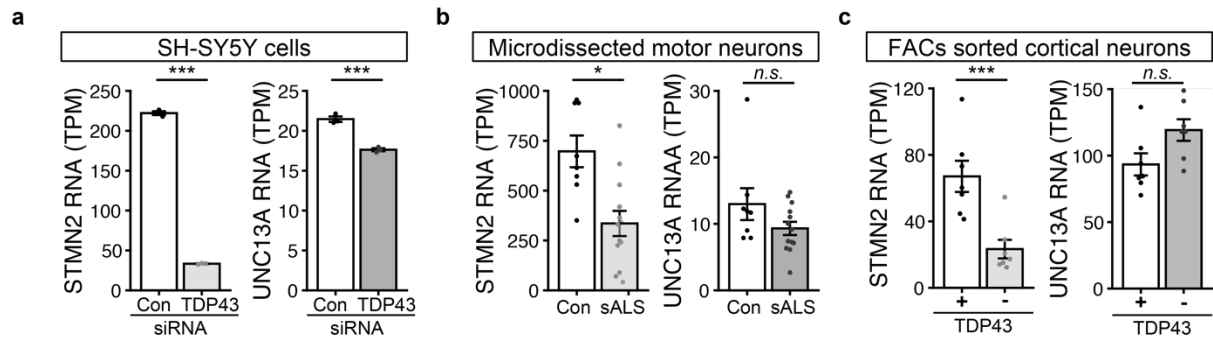 a
SH-SY5Y cells
STMN2 RNA (TPM)
250
200
150
100
50
0
***
Con TDP43
siRNA
UNC13A RNA (TPM)
25
20
15
10
5
0
***
Con TDP43
siRNA
b
Microdissected motor neurons
STMN2 RNA (TPM)
1000
750
500
250
0
*
Con sALS
UNC13A RNAA (TPM)
30
20
10
0
n.s.
Con sALS
c
FACs sorted cortical neurons
STMN2 RNA (TPM)
120
80
40
0
***
+ -
TDP43
UNC13A RNA (TPM)
150
100
50
0
n.s.
+ -
TDP43